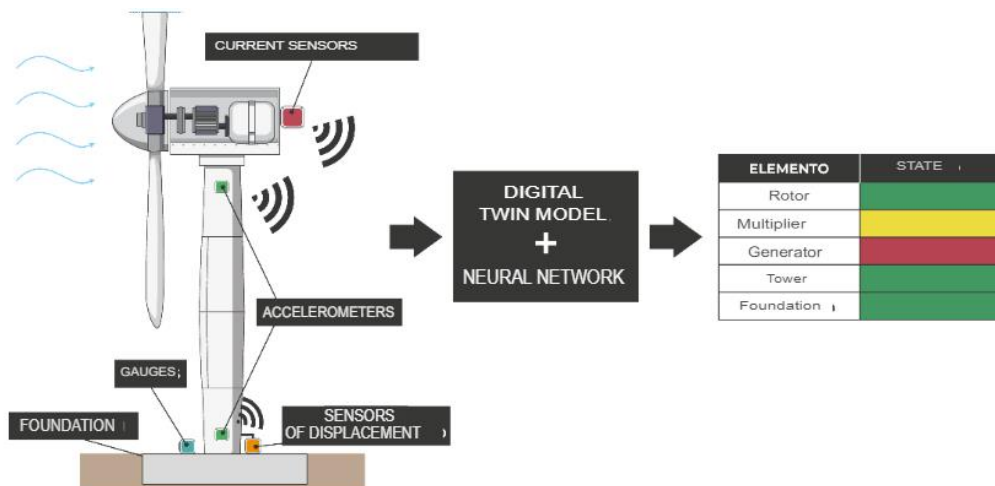 CURRENT SENSORS
ACCELEROMETERS
GAUGES;
FOUNDATION
SENSORS
OF DISPLACEMENT
DIGITAL
TWIN MODEL
+
NEURAL NETWORK
ELEMENTO STATE
Rotor
Multiplier
Generator
Tower
Foundation